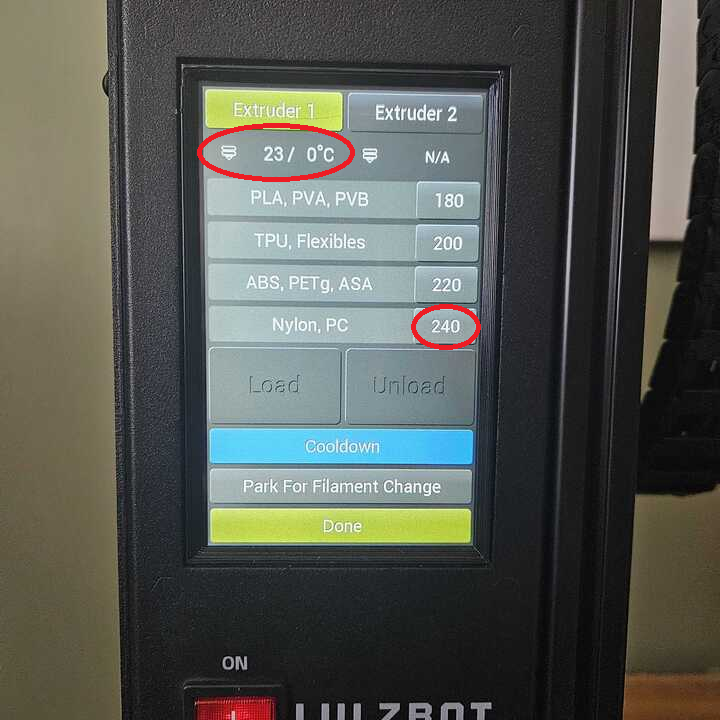 Extruder 1 Extruder 2
23 / 0°C N/A
PLA, PVA, PVB 180
TPU, Flexibles 200
ABS, PETg, ASA 220
Nylon, PC 240
Load Unload
Cooldown
Park For Filament Change
Done
ON
LULZBOT